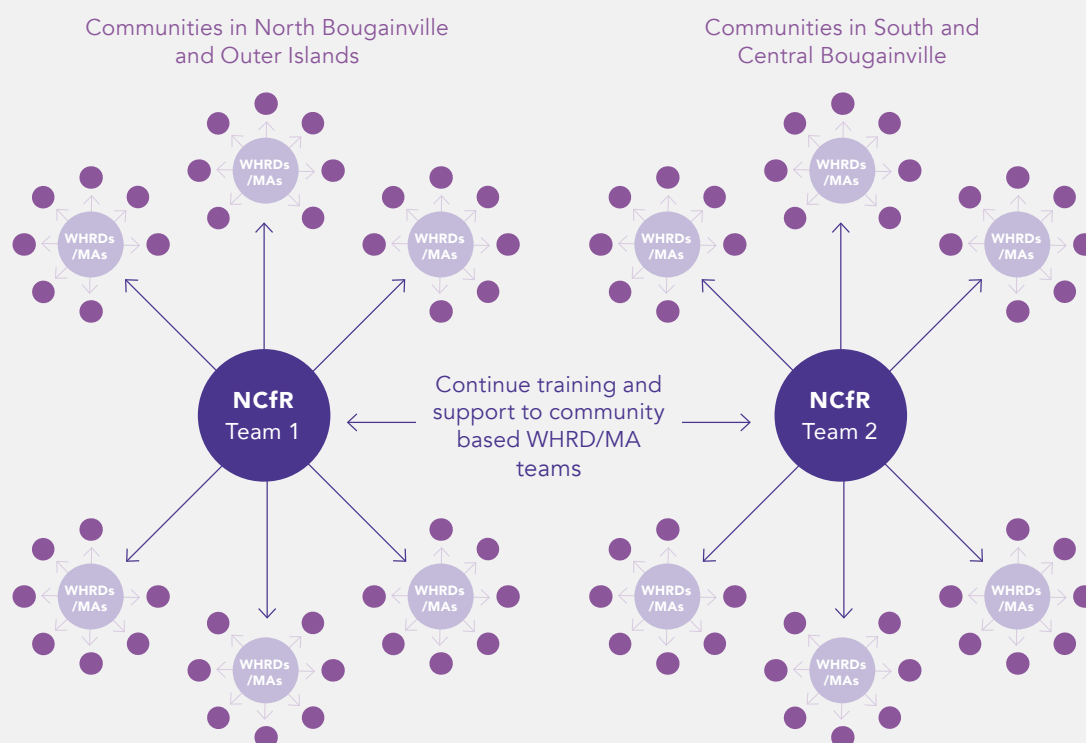 Communities in North Bougainville
and Outer Islands
Communities in South and
Central Bougainville
WHRDs
/MAs
WHRDs
/MAs
WHRDs
/MAs
WHRDs
/MAs
WHRDs
/MAs
WHRDs
/MAs
NCfR
Team 1
Continue training and
support to community
based WHRD/MA
teams
NCfR
Team 2
WHRDs
/MAs
WHRDs
/MAs
WHRDs
/MAs
WHRDs
/MAs
WHRDs
/MAs
WHRDs
/MAs